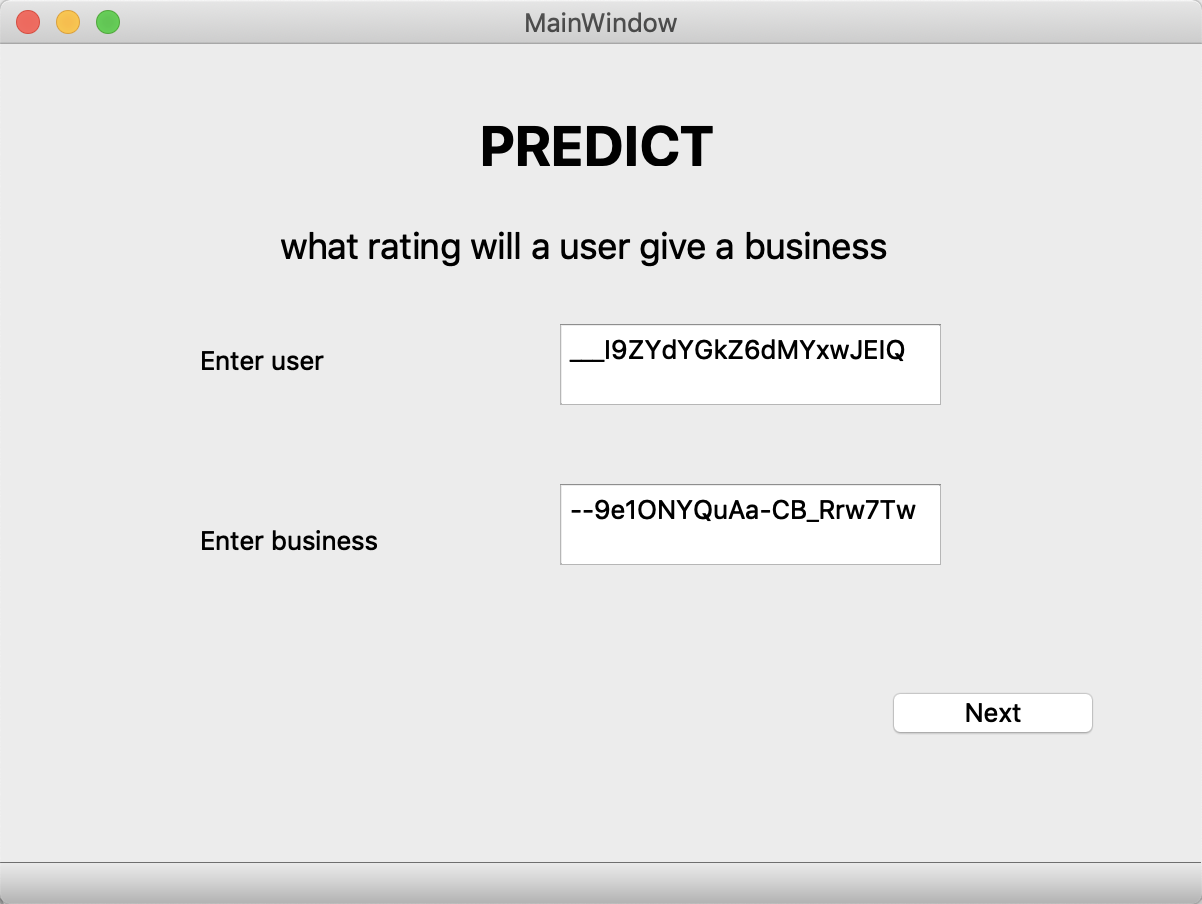 MainWindow
PREDICT
what rating will a user give a business
Enter user
___I9ZYdYGkZ6dMYxwJEIQ
Enter business
--9e1ONYQuAa-CB_Rrw7Tw
Next